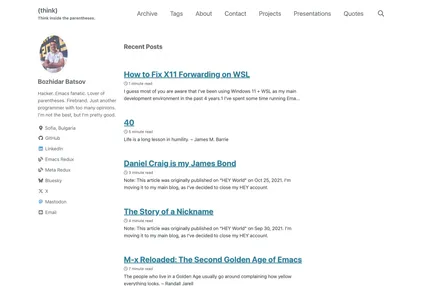 (think)
Think inside the parentheses.
Archive
Tags
About
Contact
Projects
Presentations
Quotes
Bozhidar Batsov
Hacker. Emacs fanatic. Lover of
parentheses. Firebrand. Just another
programmer with too many opinions.
I'm not the best, but I'm pretty good.
Sofia, Bulgaria
GitHub
LinkedIn
Emacs Redux
Meta Redux
Bluesky
X
Mastodon
Email
Recent Posts
How to Fix X11 Forwarding on WSL
1 minute read
I guess most of you are aware that I've been using Windows 11 + WSL as my main
development environment in the past 4 years.1 I've spent some time running Ema...
40
5 minute read
Life is a long lesson in humility. – James M. Barrie
Daniel Craig is my James Bond
3 minute read
Note: This article was originally published on "HEY World" on Oct 25, 2021. I'm
moving it to my main blog, as I've decided to close my HEY account.
The Story of a Nickname
4 minute read
Note: This article was originally published on "HEY World" on Sep 30, 2021. I'm
moving it to my main blog, as I've decided to close my HEY account.
M-x Reloaded: The Second Golden Age of Emacs
7 minute read
The people who live in a Golden Age usually go around complaining how yellow
everything looks. – Randall Jarell